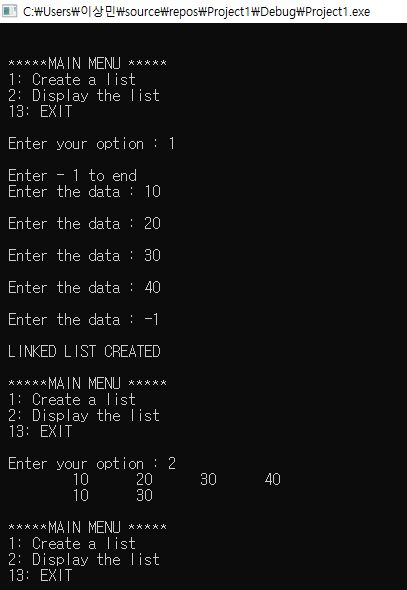 C:₩Users₩이상민₩source₩repos₩Project1₩Debug₩Project1.exe
*****MAIN MENU *****
1: Create a list
2: Display the list
13: EXIT
Enter your option : 1
Enter - 1 to end
Enter the data : 10
Enter the data : 20
Enter the data : 30
Enter the data : 40
Enter the data : -1
LINKED LIST CREATED
*****MAIN MENU *****
1: Create a list
2: Display the list
13: EXIT
Enter your option : 2
10 20 30 40
10 30
*****MAIN MENU *****
1: Create a list
2: Display the list
13: EXIT